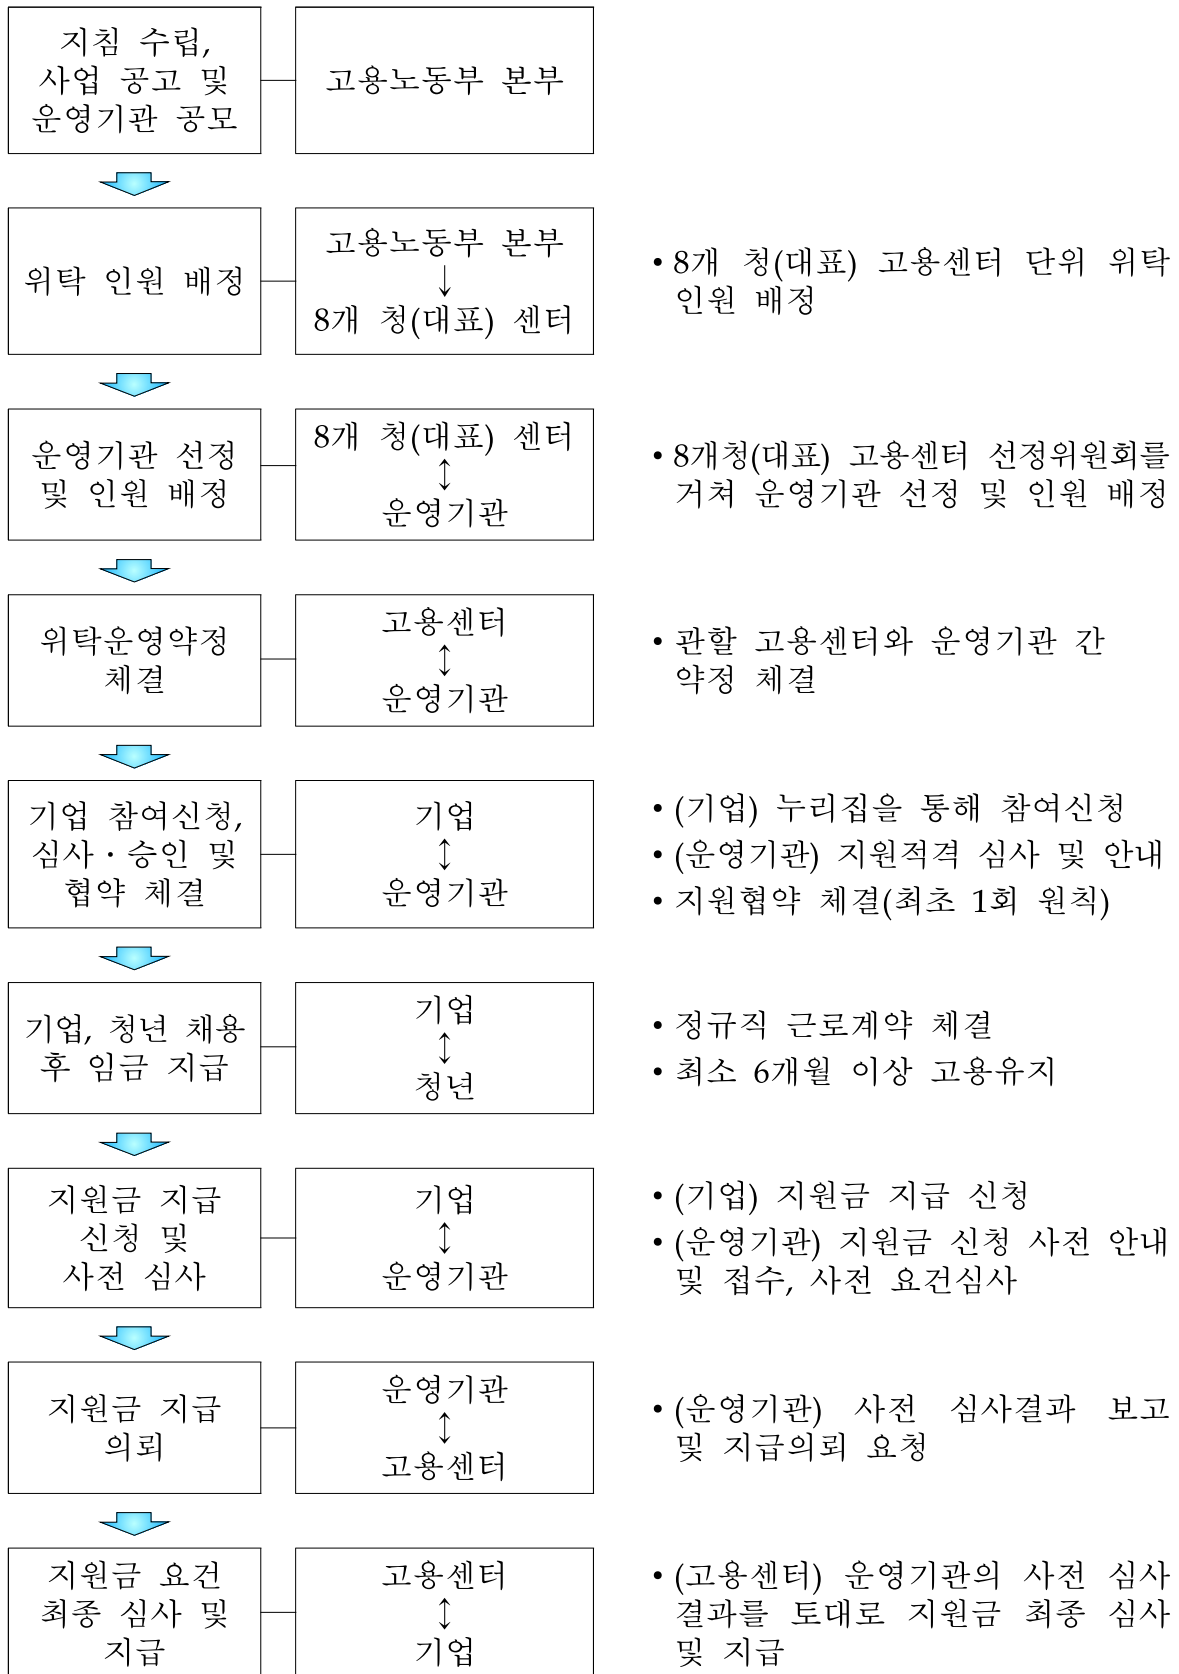 지침 수립,
사업 공고 및
운영기관 공모
고용노동부 본부
위탁 인원 배정
고용노동부 본부
↓
8개 청(대표) 센터
• 8개 청(대표) 고용센터 단위 위탁
인원 배정
운영기관 선정
및 인원 배정
8개 청(대표) 센터
↕
운영기관
• 8개청(대표) 고용센터 선정위원회를
거쳐 운영기관 선정 및 인원 배정
위탁운영약정
체결
고용센터
↕
운영기관
• 관할 고용센터와 운영기관 간
약정 체결
기업 참여신청,
심사 · 승인 및
협약 체결
기업
↕
운영기관
• (기업) 누리집을 통해 참여신청
• (운영기관) 지원적격 심사 및 안내
• 지원협약 체결(최초 1회 원칙)
기업, 청년 채용
후 임금 지급
기업
↕
청년
• 정규직 근로계약 체결
• 최소 6개월 이상 고용유지
지원금 지급
신청 및
사전 심사
기업
↕
운영기관
• (기업) 지원금 지급 신청
• (운영기관) 지원금 신청 사전 안내
및 접수, 사전 요건심사
지원금 지급
의뢰
운영기관
↕
고용센터
• (운영기관) 사전 심사결과 보고
및 지급의뢰 요청
지원금 요건
최종 심사 및
지급
고용센터
↕
기업
• (고용센터) 운영기관의 사전 심사
결과를 토대로 지원금 최종 심사
및 지급